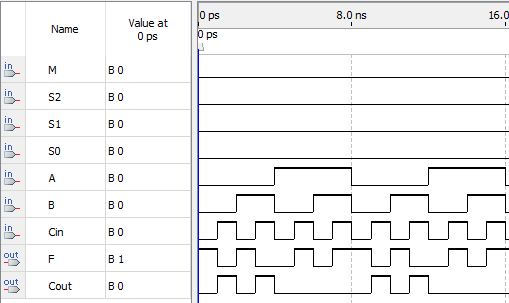 Name
Value at
0 ps
0 ps 8.0 ns 16.0
0 ps
in M B 0
in S2 B 0
in S1 B 0
in S0 B 0
in A B 0
in B B 0
in Cin B 0
out F B 1
out Cout B 0